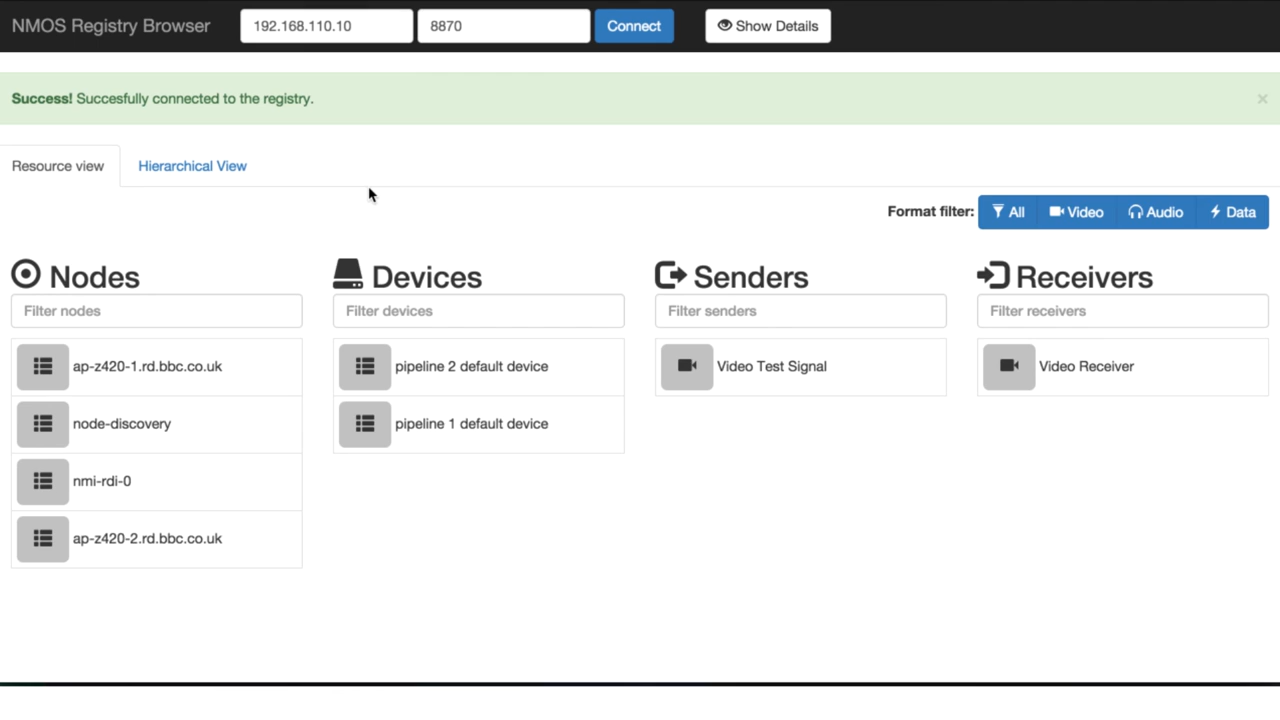 NMOS Registry Browser 192.168.110.10 8870 Connect Show Details
Success! Succesfully connected to the registry. ×
Resource view Hierarchical View
Format filter: All Video Audio Data
Nodes Devices Senders Receivers
Filter nodes Filter devices Filter senders Filter receivers
ap-z420-1.rd.bbc.co.uk pipeline 2 default device Video Test Signal Video Receiver
node-discovery pipeline 1 default device
nmi-rdi-0
ap-z420-2.rd.bbc.co.uk